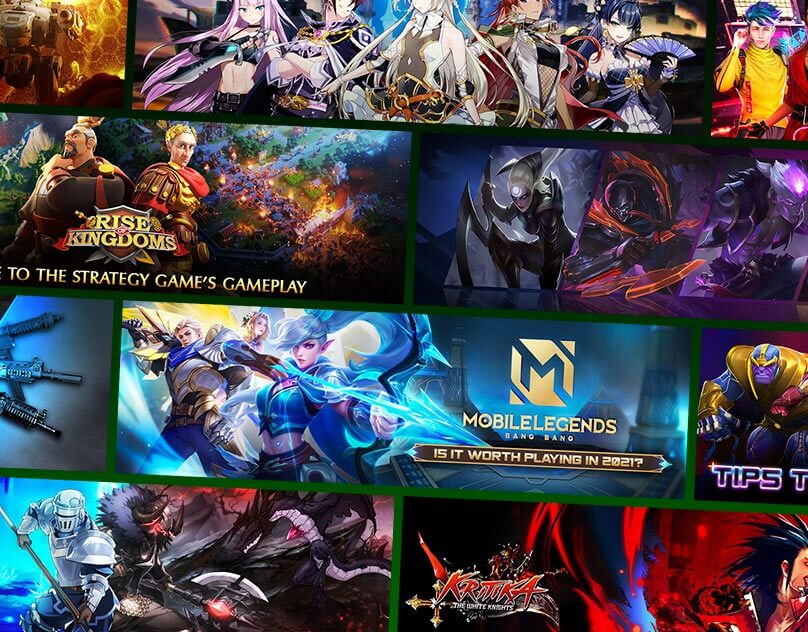 RISE
OF
KINGDOMS
E TO THE STRATEGY GAME'S GAMEPLAY
MOBILE LEGENDS
BANG BANG
IS IT WORTH PLAYING IN 2021?
TIPS T
KRITIKA
THE WHITE KNIGHTS